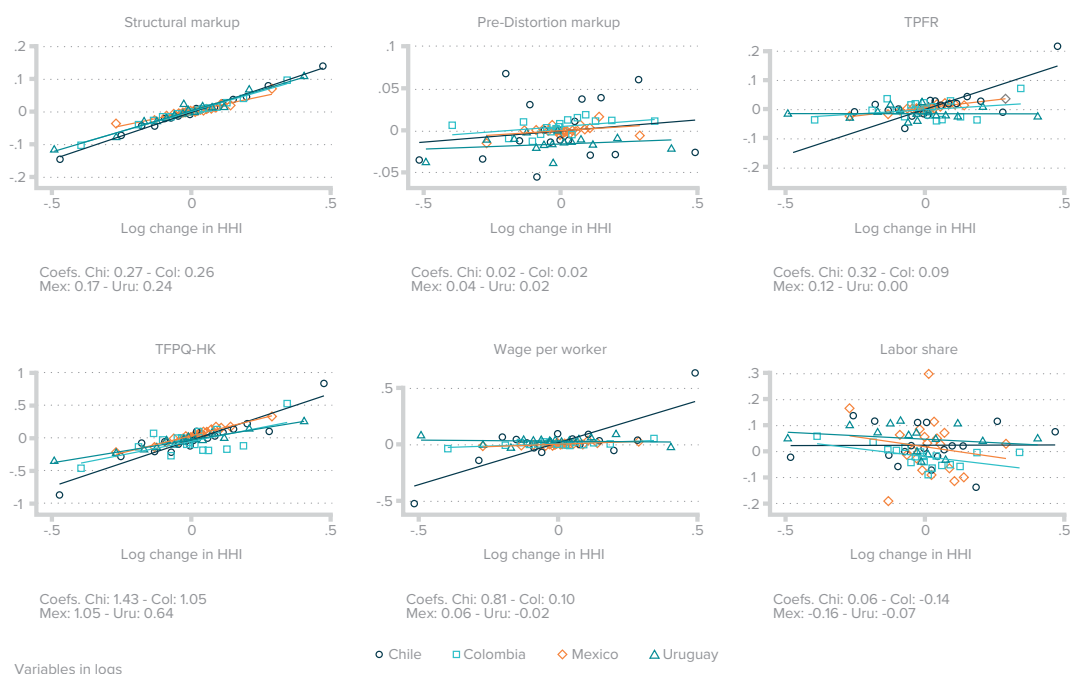 Structural markup
.2
.1
0
-.1
-.2
-.5
0
.5
Log change in HHI
Coefs. Chi: 0.27 - Col: 0.26
Mex: 0.17 - Uru: 0.24
Pre-Distortion markup
.1
.05
0
-.05
-.5
0
.5
Log change in HHI
Coefs. Chi: 0.02 - Col: 0.02
Mex: 0.04 - Uru: 0.02
TPFR
.2
.1
0
-.1
-.2
-.5
0
.5
Log change in HHI
Coefs. Chi: 0.32 - Col: 0.09
Mex: 0.12 - Uru: 0.00
TFPQ-HK
1
.5
0
-.5
-1
-.5
0
.5
Log change in HHI
Coefs. Chi: 1.43 - Col: 1.05
Mex: 1.05 - Uru: 0.64
Wage per worker
.5
0
-.5
-.5
0
.5
Log change in HHI
Coefs. Chi: 0.81 - Col: 0.10
Mex: 0.06 - Uru: -0.02
Labor share
.3
.2
.1
0
-.1
-.2
-.5
0
.5
Log change in HHI
Coefs. Chi: 0.06 - Col: -0.14
Mex: -0.16 - Uru: -0.07
Chile Colombia Mexico Uruguay
Variables in logs